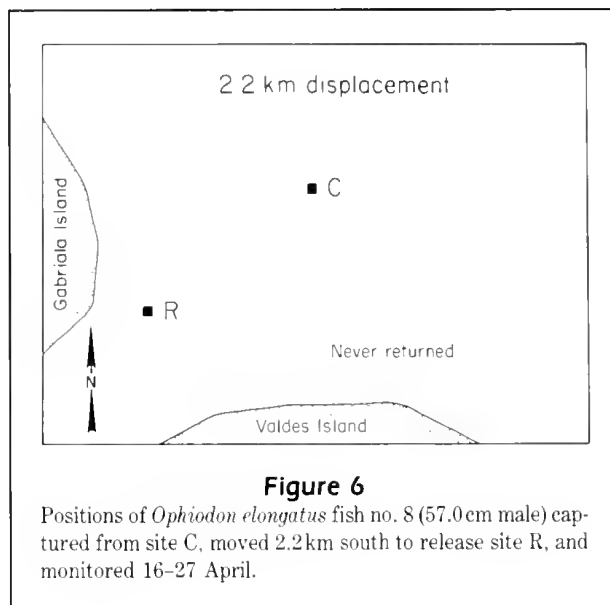 2 2 km displacement
C
Gabriala Island
R
Never returned
N
Valdes Island
Figure 6
Positions of Ophiodon elongatus fish no. 8 (57.0 cm male) cap-
tured from site C, moved 2.2 km south to release site R, and
monitored 16–27 April.